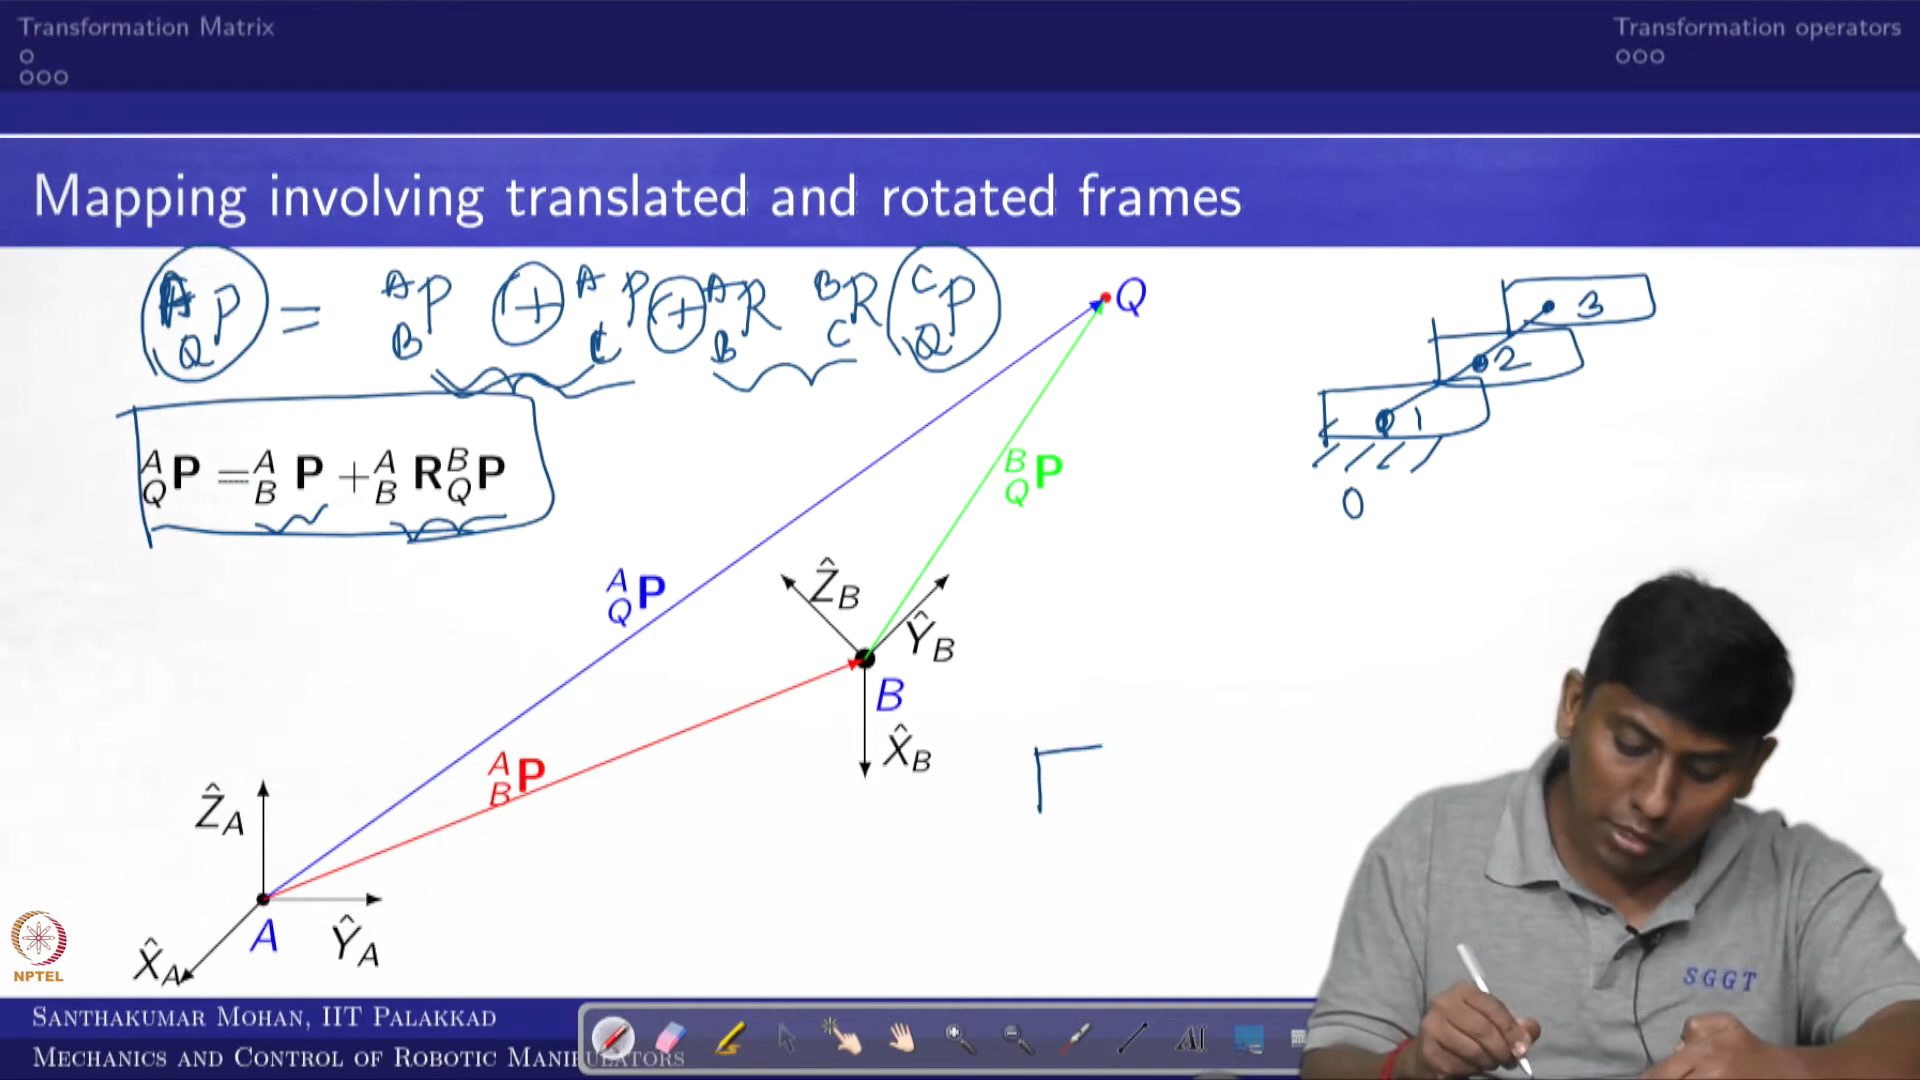 Transformation Matrix
Transformation operators
Mapping involving translated and rotated frames
A Q P = A B P + A C P + A B R B C R C Q P
A Q P = A B P + A B R B Q P
Q
3
2
1
0
B Q P
A Q P
Ẑ_B
Ŷ_B
B
X̂_B
A B P
Ẑ_A
A
Ŷ_A
X̂_A
NPTEL
SGGT
SANTHAKUMAR MOHAN, IIT PALAKKAD
MECHANICS AND CONTROL OF ROBOTIC MANIPULATORS
AI